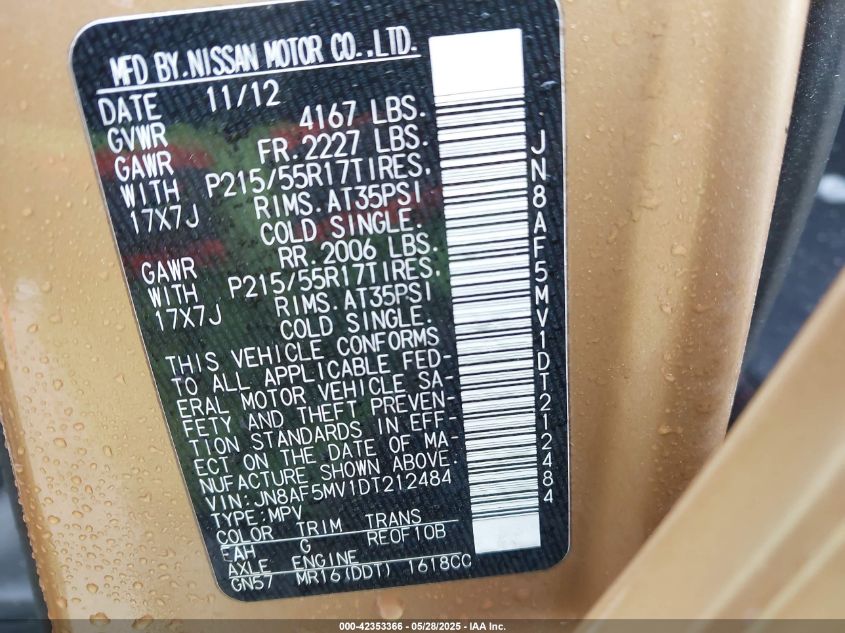 MFD BY.NISSAN MOTOR CO.,LTD.
DATE 11/12
GVWR 4167 LBS.
GAWR FR.2227 LBS.
WITH P215/55R17TIRES,
17X7J RIMS.AT35PSI
COLD SINGLE.
GAWR RR.2006 LBS.
WITH P215/55R17TIRES,
17X7J RIMS.AT35PSI
COLD SINGLE.
THIS VEHICLE CONFORMS
TO ALL APPLICABLE FED-
ERAL MOTOR VEHICLE SA-
FETY AND THEFT PREVEN-
TION STANDARDS IN EFF-
ECT ON THE DATE OF MA-
NUFACTURE SHOWN ABOVE.
VIN:JN8AF5MV1DT212484
TYPE:MPV
COLOR TRIM TRANS
EAH G RE0F10B
AXLE ENGINE
GN57 MR16(DDT) 1618CC
JN8AF5MV1DT212484
000-42353366 - 05/28/2025 - IAA Inc.